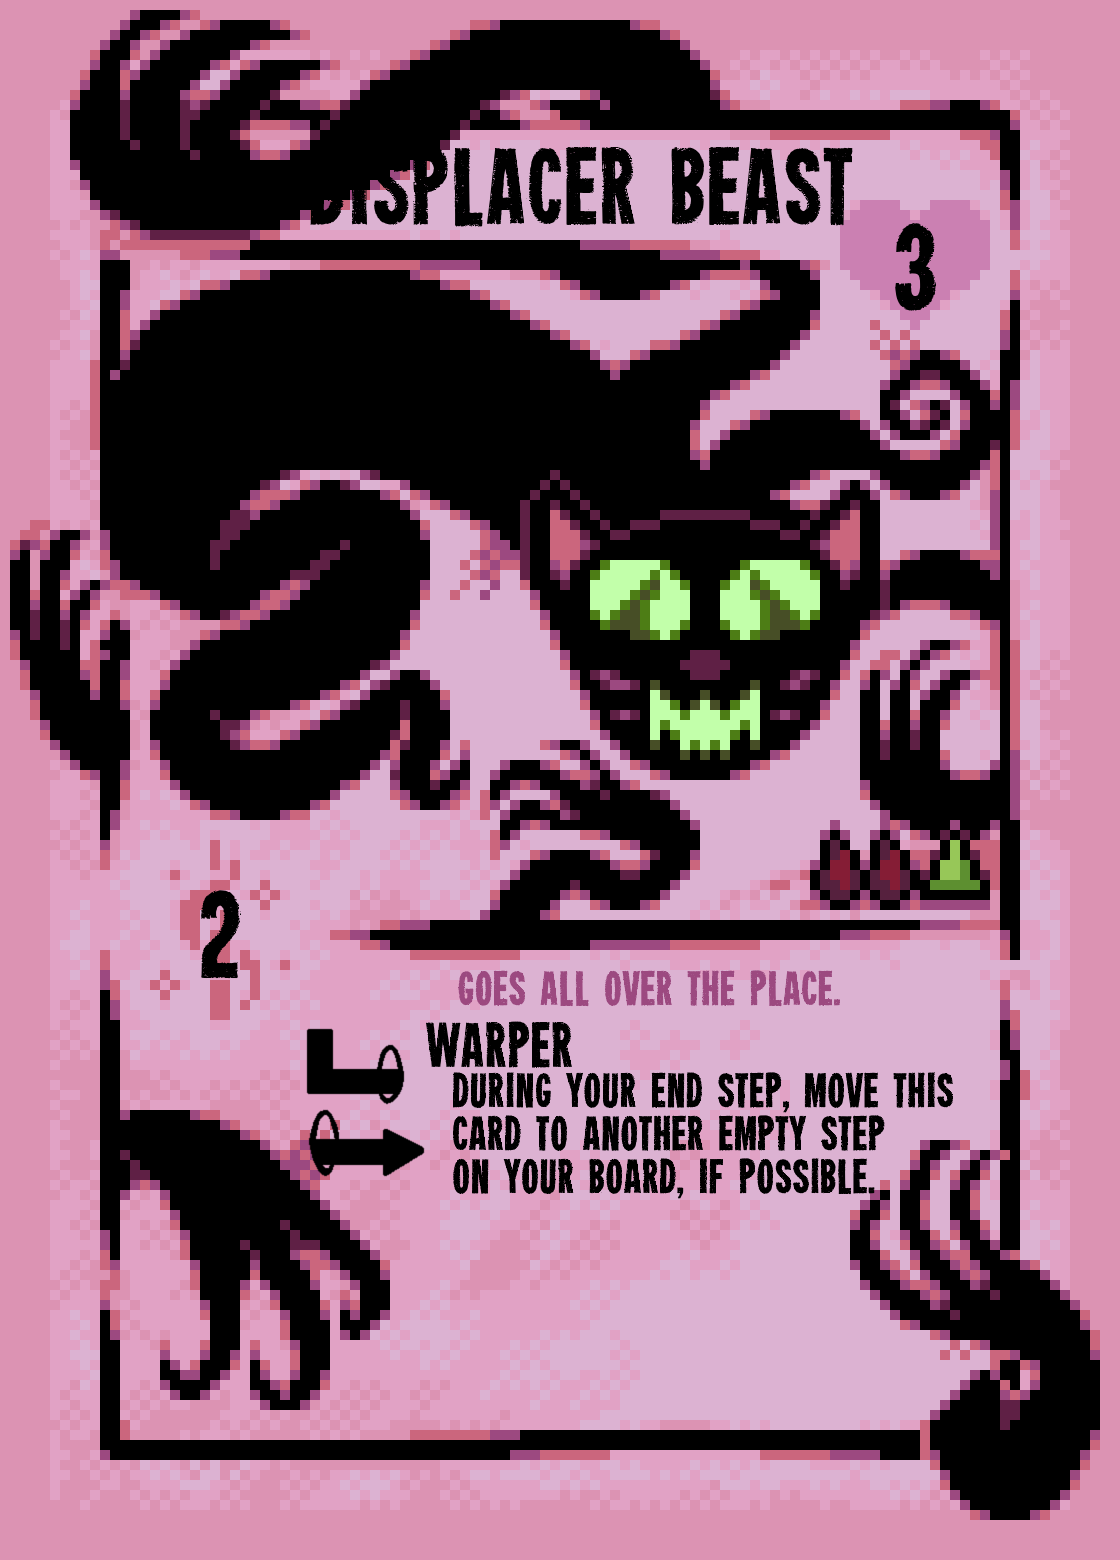 DISPLACER BEAST
3
2
GOES ALL OVER THE PLACE.
WARPER
DURING YOUR END STEP, MOVE THIS
CARD TO ANOTHER EMPTY STEP
ON YOUR BOARD, IF POSSIBLE.